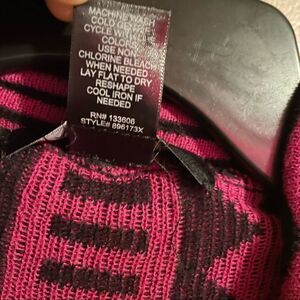 MACHINE WASH
COLD GENTLE
CYCLE WITH LIKE
COLORS
USE NON
CHLORINE BLEACH
WHEN NEEDED
LAY FLAT TO DRY
RESHAPE
COOL IRON IF
NEEDED
RN# 133606
STYLE# 896173X